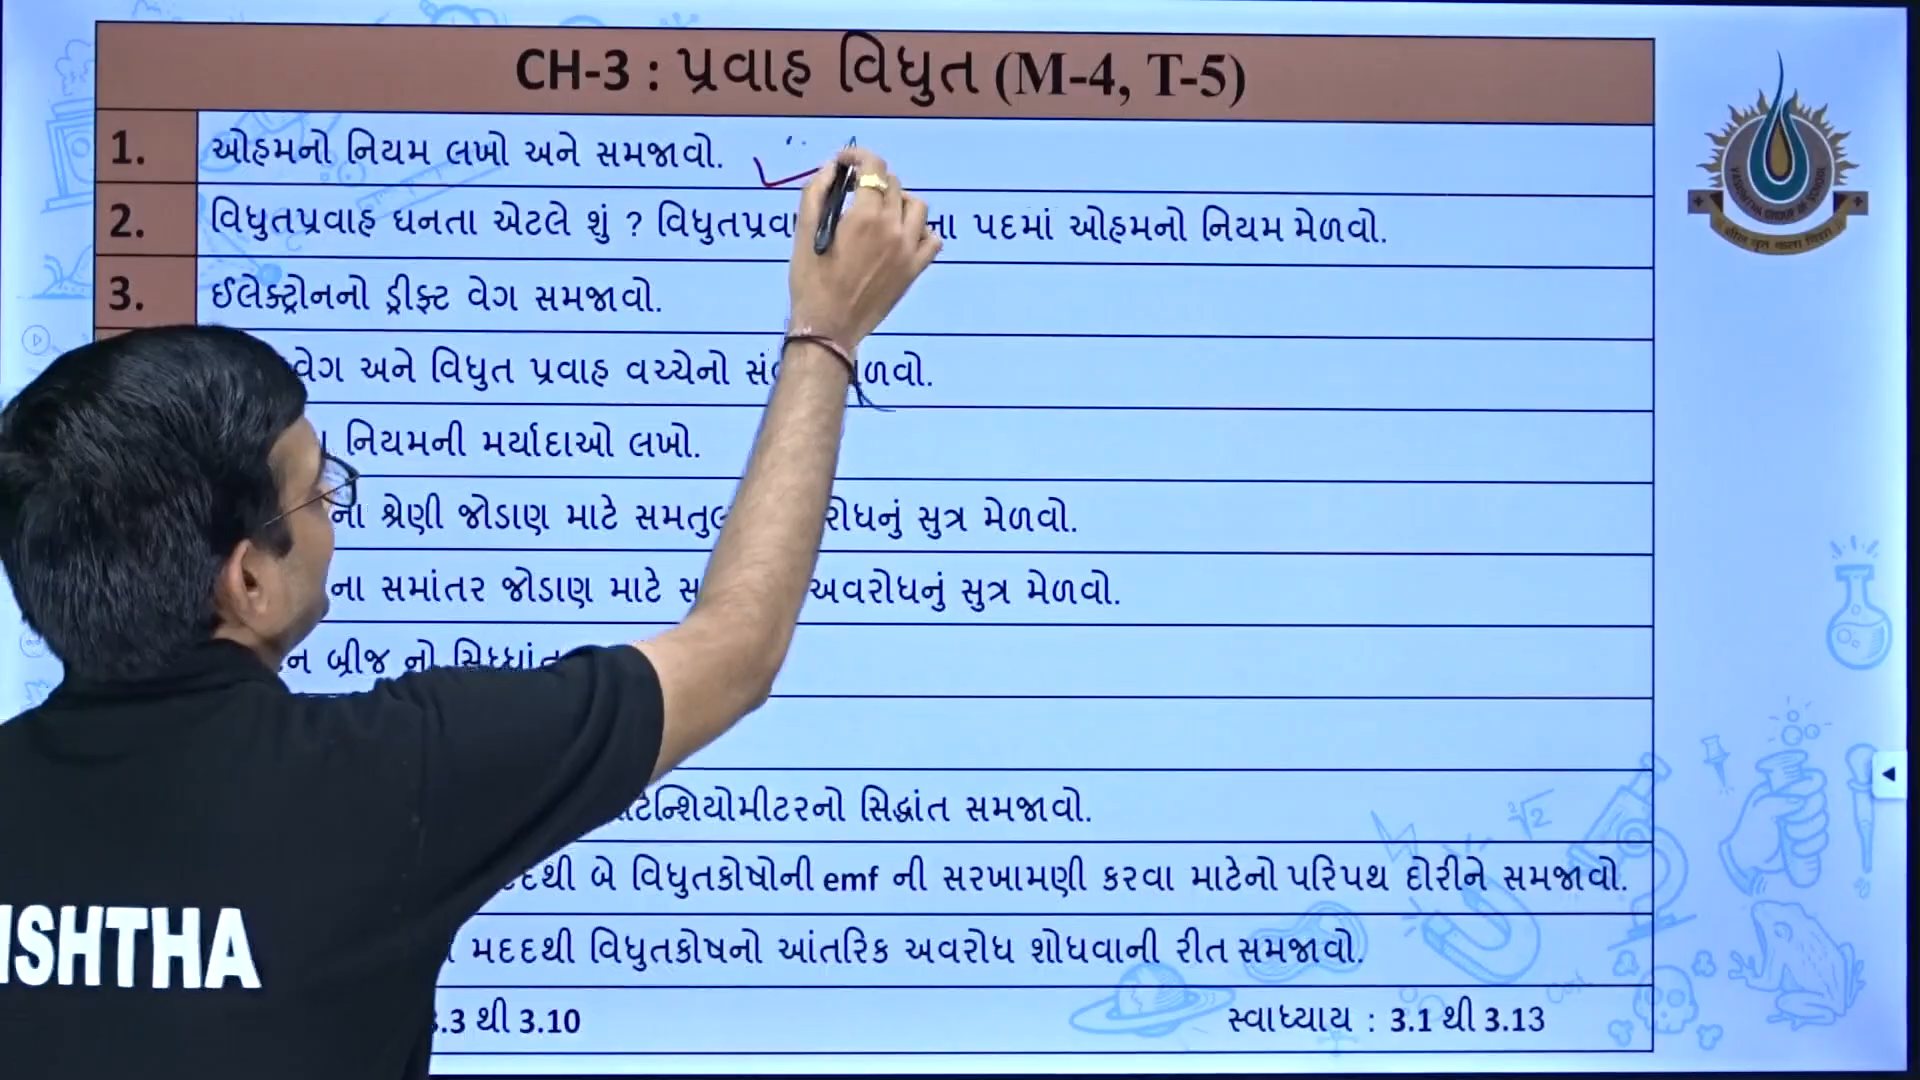 CH-3 : પ્રવાહ વિધુત (M-4, T-5)
1. ઓહમનો નિયમ લખો અને સમજાવો.
2. વિધુતપ્રવાહ ઘનતા એટલે શું ? વિધુતપ્રવા ના પદમાં ઓહમનો નિયમ મેળવો.
3. ઈલેક્ટ્રોનનો ડ્રીફ્ટ વેગ સમજાવો.
વેગ અને વિધુત પ્રવાહ વચ્ચેનો
નિયમની મર્યાદાઓ લખો.
ના શ્રેણી જોડાણ માટે રોધનું સુત્ર મેળવો.
ના સમાંતર જોડાણ માટે અવરોધનું સુત્ર મેળવો.
ન બ્રીજ નો સિધ્ધાંત
ટેન્શિયોમીટરનો સિદ્ધાંત સમજાવો.
દથી બે વિધુતકોષોની emf ની સરખામણી કરવા માટેનો પરિપથ દોરીને સમજાવો.
મદદથી વિધુતકોષનો આંતરિક અવરોધ શોધવાની રીત સમજાવો.
.3 થી 3.10 સ્વાધ્યાય : 3.1 થી 3.13
ISHTHA